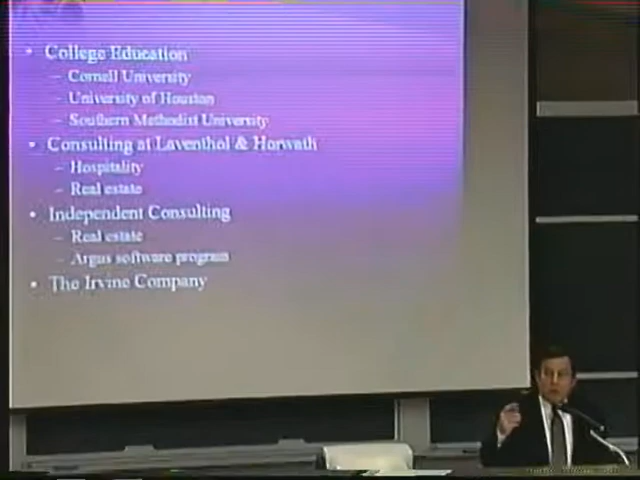 • College Education
– Cornell University
– University of Houston
– Southern Methodist University
• Consulting at Laventhol & Horwath
– Hospitality
– Real estate
• Independent Consulting
– Real estate
– Argus software program
• The Irvine Company